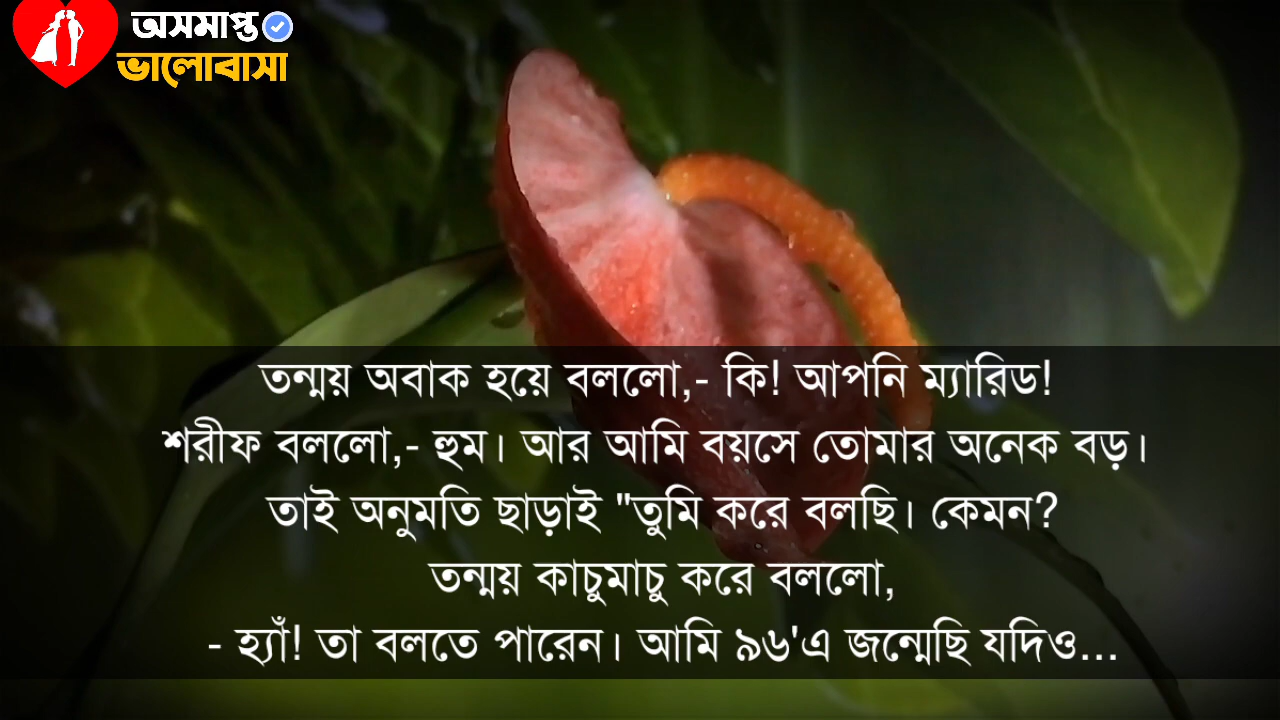 অসমাপ্ত
ভালোবাসা
তন্ময় অবাক হয়ে বললো,- কি! আপনি ম্যারিড!
শরীফ বললো,- হুম। আর আমি বয়সে তোমার অনেক বড়।
তাই অনুমতি ছাড়াই "তুমি করে বলছি। কেমন?
তন্ময় কাচুমাচু করে বললো,
- হ্যাঁ! তা বলতে পারেন। আমি ৯৬'এ জন্মেছি যদিও...